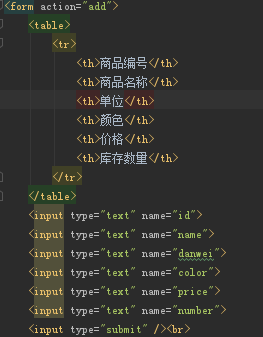 <form action="add">
<table>
<tr>
<th>商品编号</th>
<th>商品名称</th>
<th>单位</th>
<th>颜色</th>
<th>价格</th>
<th>库存数量</th>
</tr>
</table>
<input type="text" name="id">
<input type="text" name="name">
<input type="text" name="danwei">
<input type="text" name="color">
<input type="text" name="price">
<input type="text" name="number">
<input type="submit" /><br>